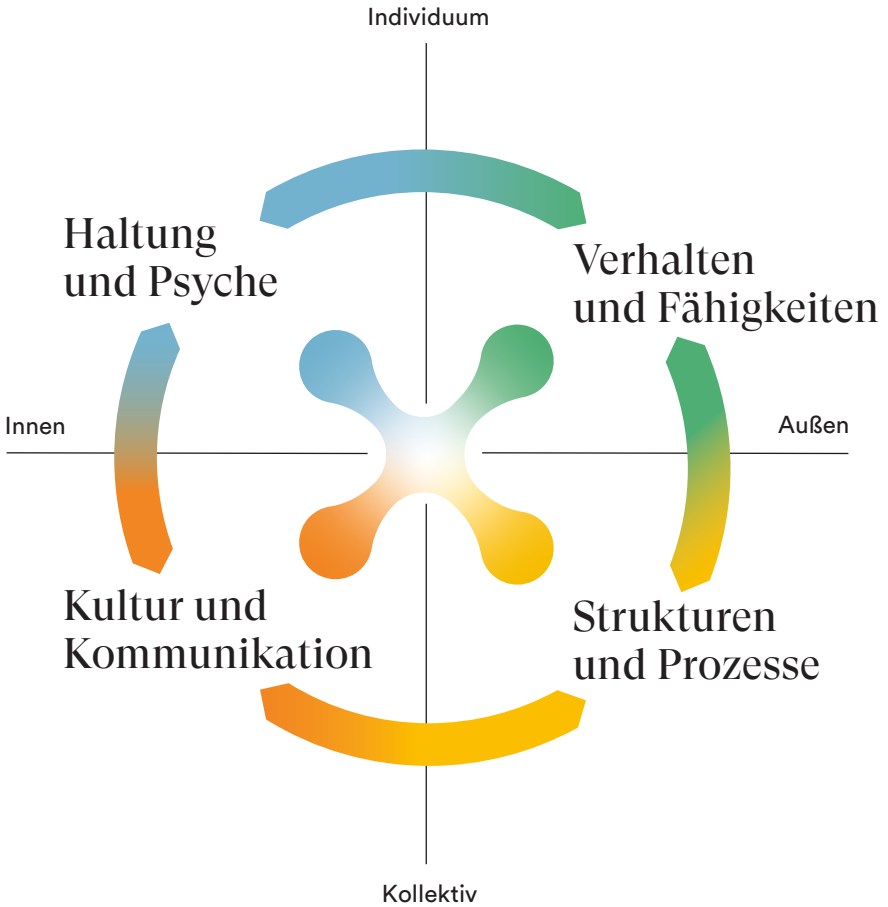 Individuum
Haltung
und Psyche
Verhalten
und Fähigkeiten
Innen
Außen
Kultur und
Kommunikation
Strukturen
und Prozesse
Kollektiv